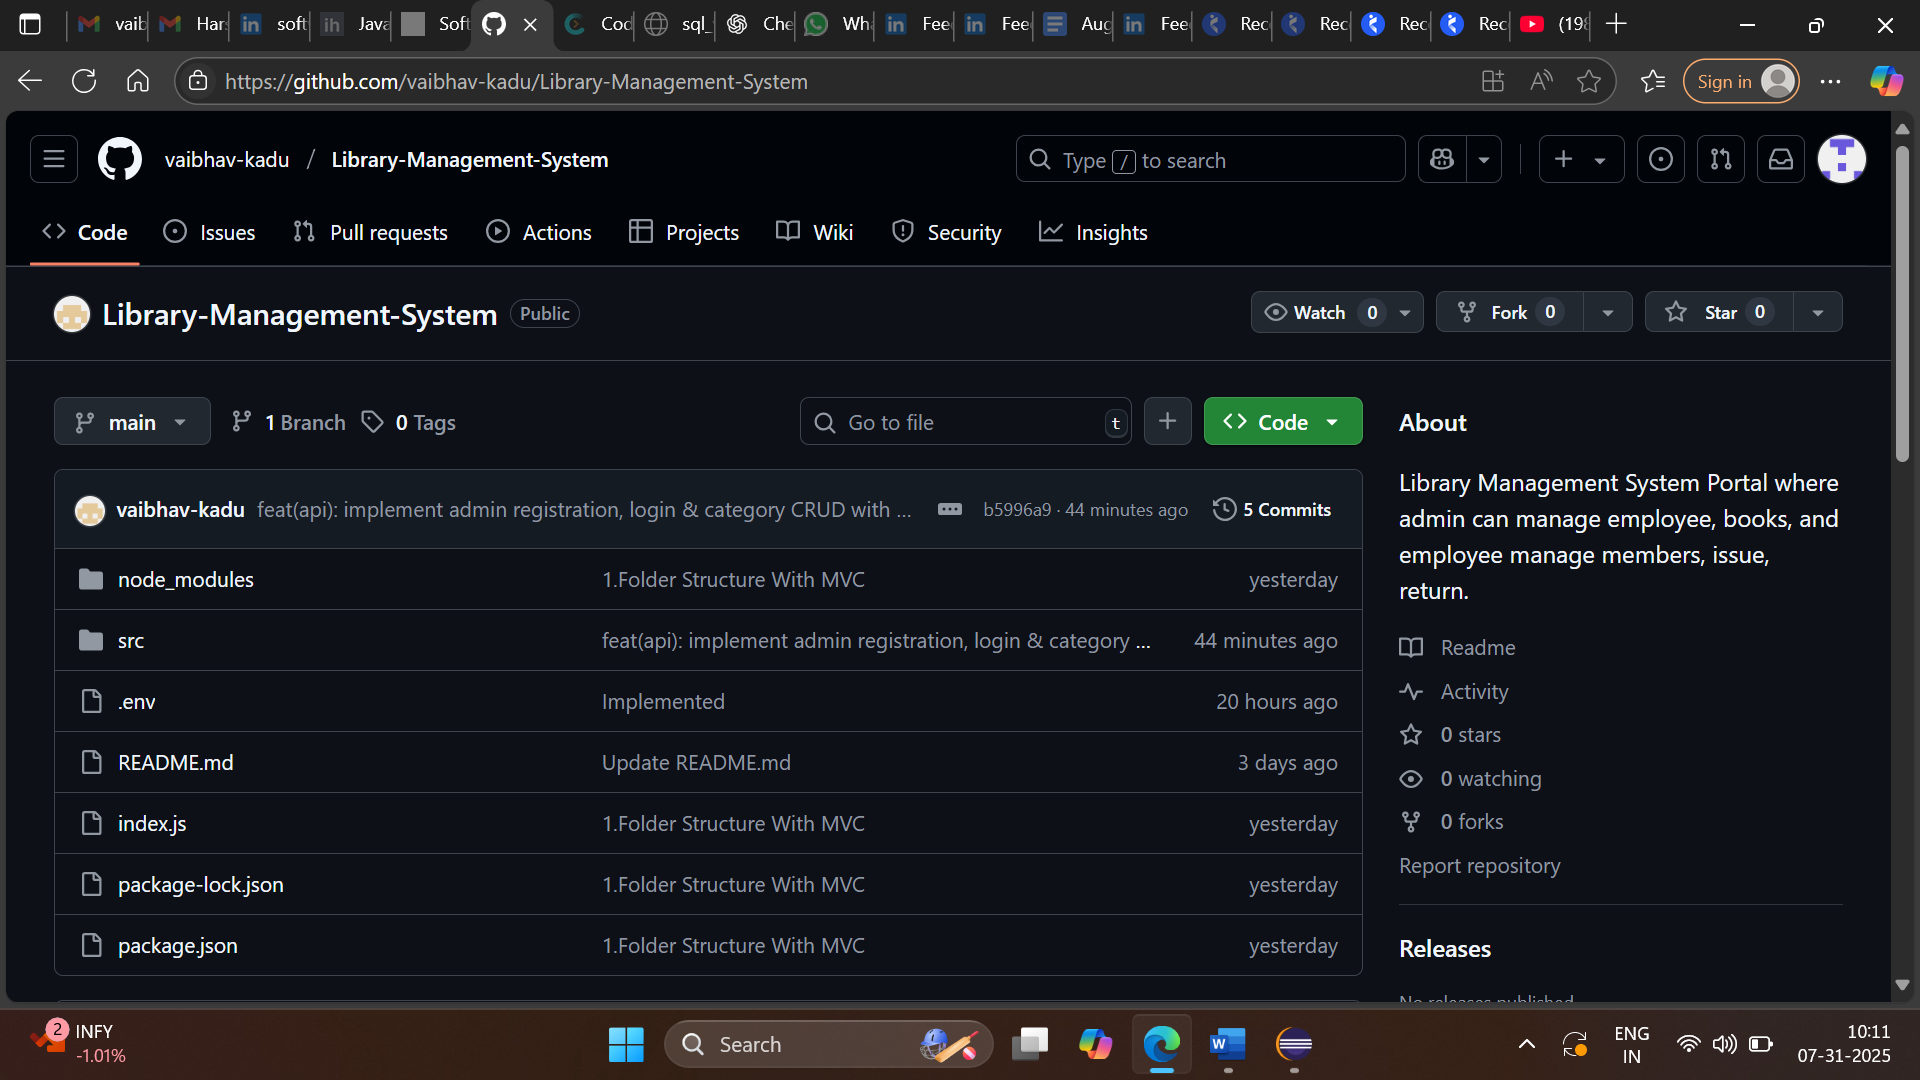 vaib
Har
soft
Java
Soft
Cod
sql_
Che
Wha
Fee
Fee
Aug
Fee
Rec
Rec
Rec
Rec
(198
https://github.com/vaibhav-kadu/Library-Management-System
Sign in
vaibhav-kadu / Library-Management-System
Type / to search
Code
Issues
Pull requests
Actions
Projects
Wiki
Security
Insights
Library-Management-System Public
Watch 0
Fork 0
Star 0
main
1 Branch
0 Tags
Go to file t
Code
vaibhav-kadu feat(api): implement admin registration, login & category CRUD with ... b5996a9 · 44 minutes ago 5 Commits
node_modules 1.Folder Structure With MVC yesterday
src feat(api): implement admin registration, login & category ... 44 minutes ago
.env Implemented 20 hours ago
README.md Update README.md 3 days ago
index.js 1.Folder Structure With MVC yesterday
package-lock.json 1.Folder Structure With MVC yesterday
package.json 1.Folder Structure With MVC yesterday
About
Library Management System Portal where
admin can manage employee, books, and
employee manage members, issue,
return.
Readme
Activity
0 stars
0 watching
0 forks
Report repository
Releases
No releases published
2
INFY
-1.01%
Search
ENG
IN
10:11
07-31-2025